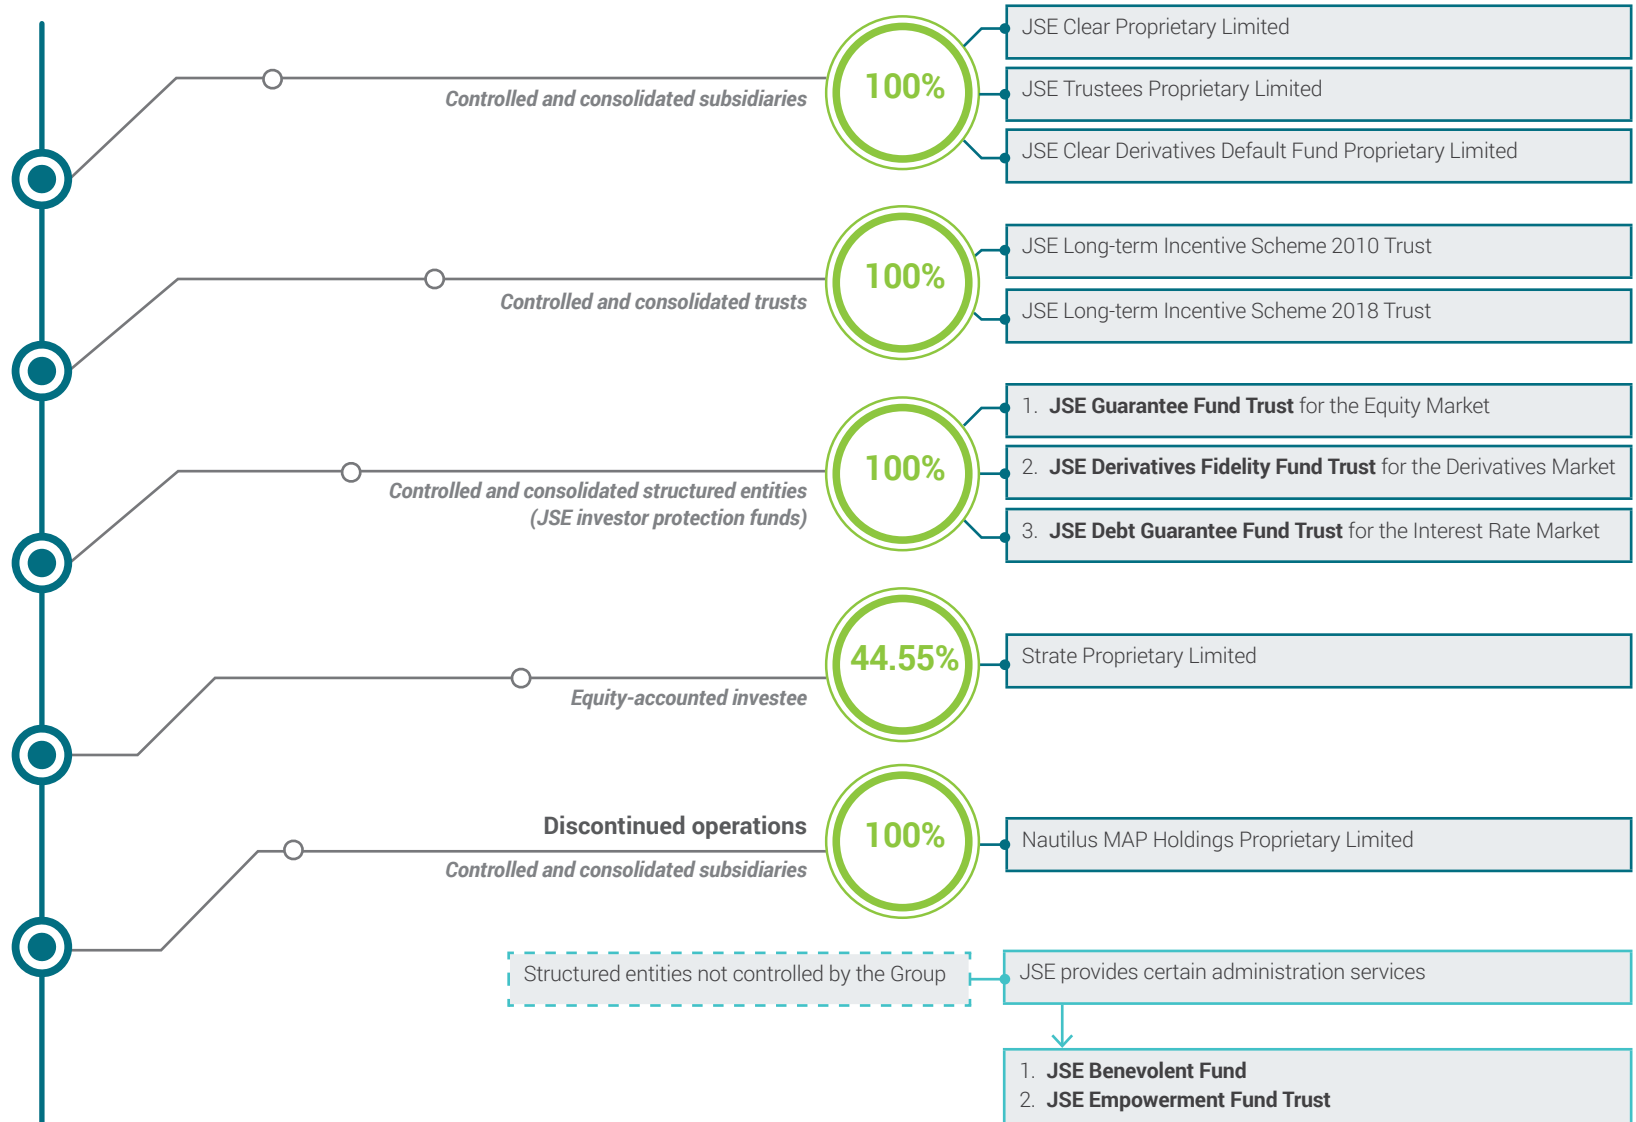 Controlled and consolidated subsidiaries
100%
JSE Clear Proprietary Limited
JSE Trustees Proprietary Limited
JSE Clear Derivatives Default Fund Proprietary Limited
Controlled and consolidated trusts
100%
JSE Long-term Incentive Scheme 2010 Trust
JSE Long-term Incentive Scheme 2018 Trust
Controlled and consolidated structured entities
(JSE investor protection funds)
100%
1. JSE Guarantee Fund Trust for the Equity Market
2. JSE Derivatives Fidelity Fund Trust for the Derivatives Market
3. JSE Debt Guarantee Fund Trust for the Interest Rate Market
Equity-accounted investee
44.55%
Strate Proprietary Limited
Discontinued operations
Controlled and consolidated subsidiaries
100%
Nautilus MAP Holdings Proprietary Limited
Structured entities not controlled by the Group
JSE provides certain administration services
1. JSE Benevolent Fund
2. JSE Empowerment Fund Trust